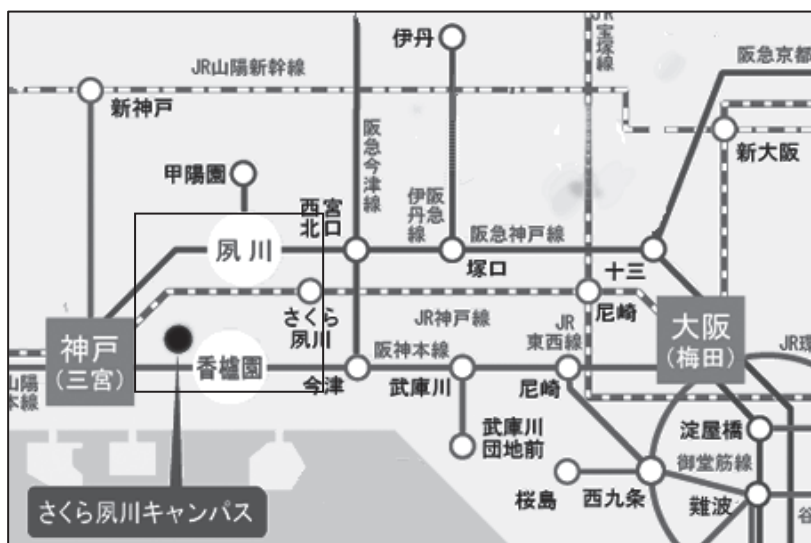 JR宝塚線
阪急京都
伊丹
JR山陽新幹線
新神戸
阪急今津線
新大阪
甲陽園
西宮
北口
阪急
伊丹線
阪急神戸線
夙川
塚口
十三
さくら
夙川
JR神戸線
尼崎
JR
東西線
大阪
(梅田)
神戸
(三宮)
JR環
香櫨園
今津
阪神本線
武庫川
尼崎
山陽
本線
武庫川
団地前
淀屋橋
御堂筋線
桜島
西九条
難波
谷
さくら夙川キャンパス